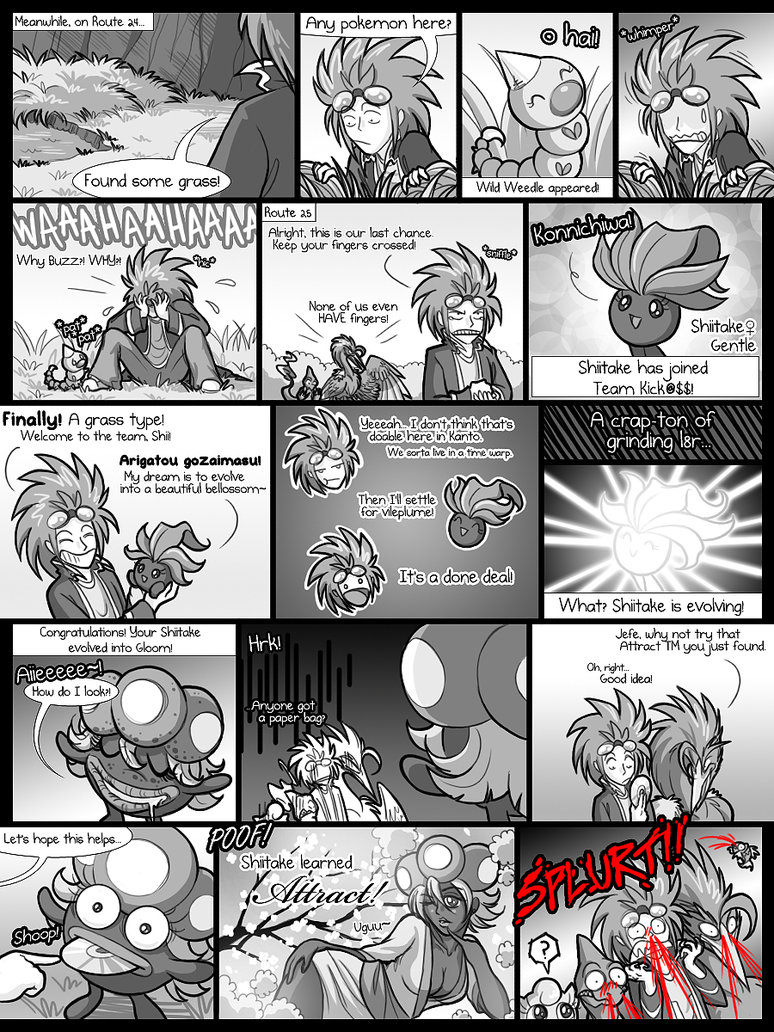 Meanwhile, on Route 24...
Found some grass!
Any pokemon here?
O hai!
Wild Weedle appeared!
*whimper*
WAAAHAAHAAAA
Why Buzz?! WHY?!
*hic*
*pat
pat*
Route 25
Alright, this is our last chance.
Keep your fingers crossed!
*sniffle*
None of us even
HAVE fingers!
Konnichiwa!
Shiitake♀
Gentle
Shiitake has joined
Team Kick@$$!
Finally! A grass type!
Welcome to the team, Shii!
Arigatou gozaimasu!
My dream is to evolve
into a beautiful bellossom~
Yeeeah... I don't think that's
doable here in Kanto.
We sorta live in a time warp.
Then I'll settle
for vileplume!
It's a done deal!
A crap-ton of
grinding l8r...
What? Shiitake is evolving!
Congratulations! Your Shiitake
evolved into Gloom!
Aiieeeee~!
How do I look?!
Hrk!
Anyone got
a paper bag?
Jefe, why not try that
Attract TM you just found.
Oh, right...
Good idea!
Let's hope this helps...
Shoop!
POOF!
Shiitake learned
Attract!
Uguu~
SPLURT!!
?